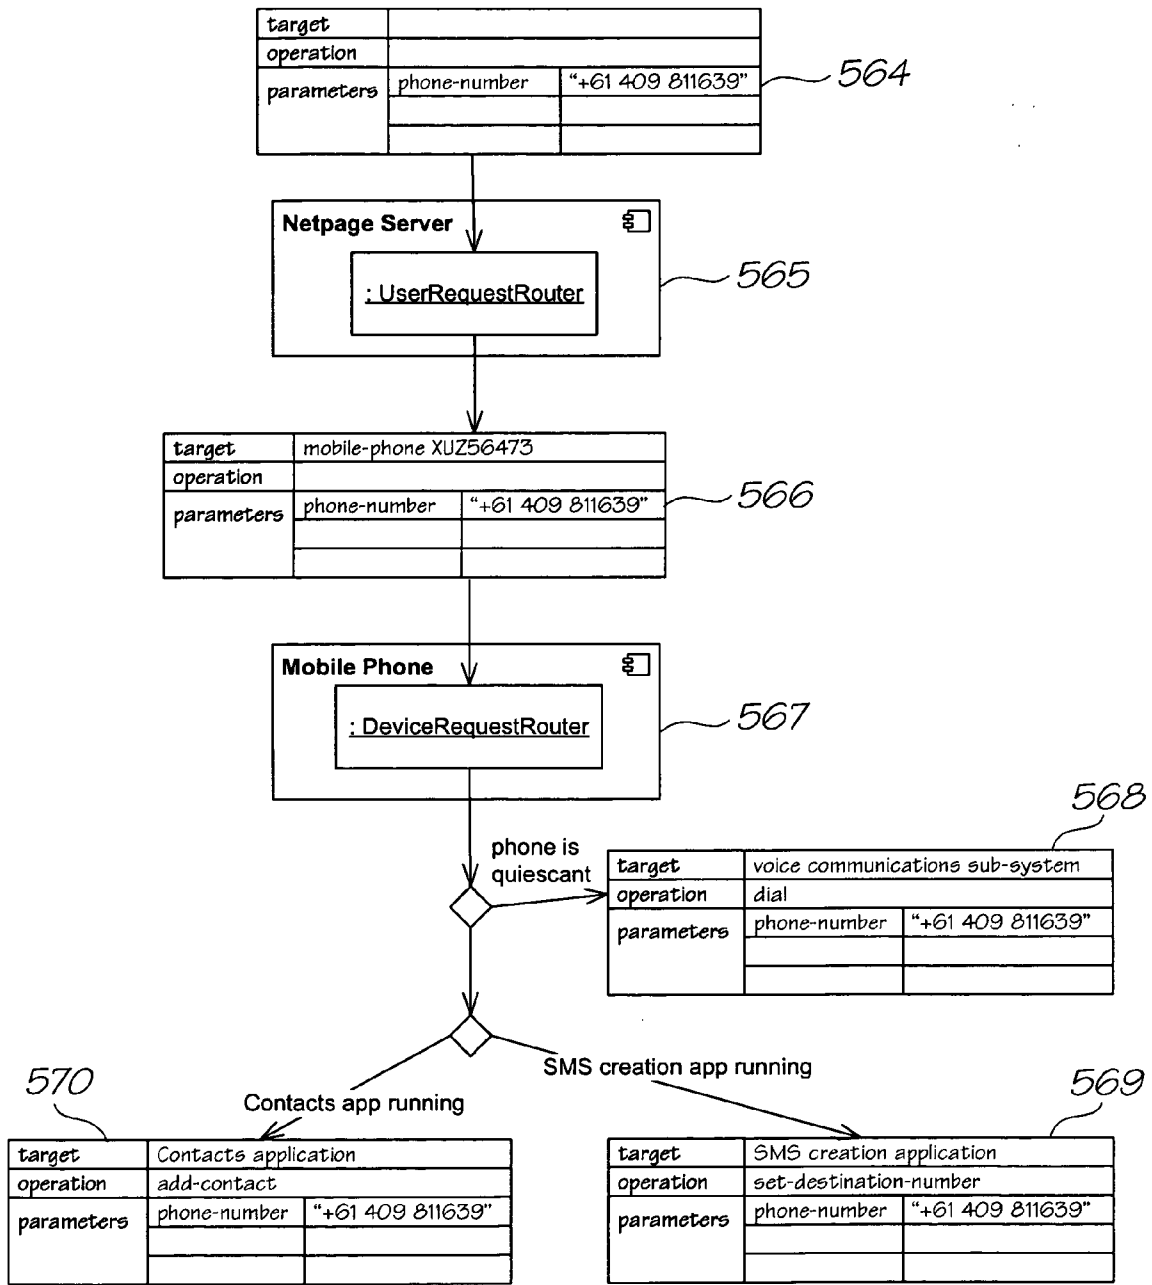 target
operation
parameters phone-number "+61 409 811639"
564
Netpage Server
: UserRequestRouter
565
target mobile-phone XUZ56473
operation
parameters phone-number "+61 409 811639"
566
Mobile Phone
: DeviceRequestRouter
567
568
phone is
quiescant
target voice communications sub-system
operation dial
parameters phone-number "+61 409 811639"
SMS creation app running
Contacts app running
570
target Contacts application
operation add-contact
parameters phone-number "+61 409 811639"
569
target SMS creation application
operation set-destination-number
parameters phone-number "+61 409 811639"